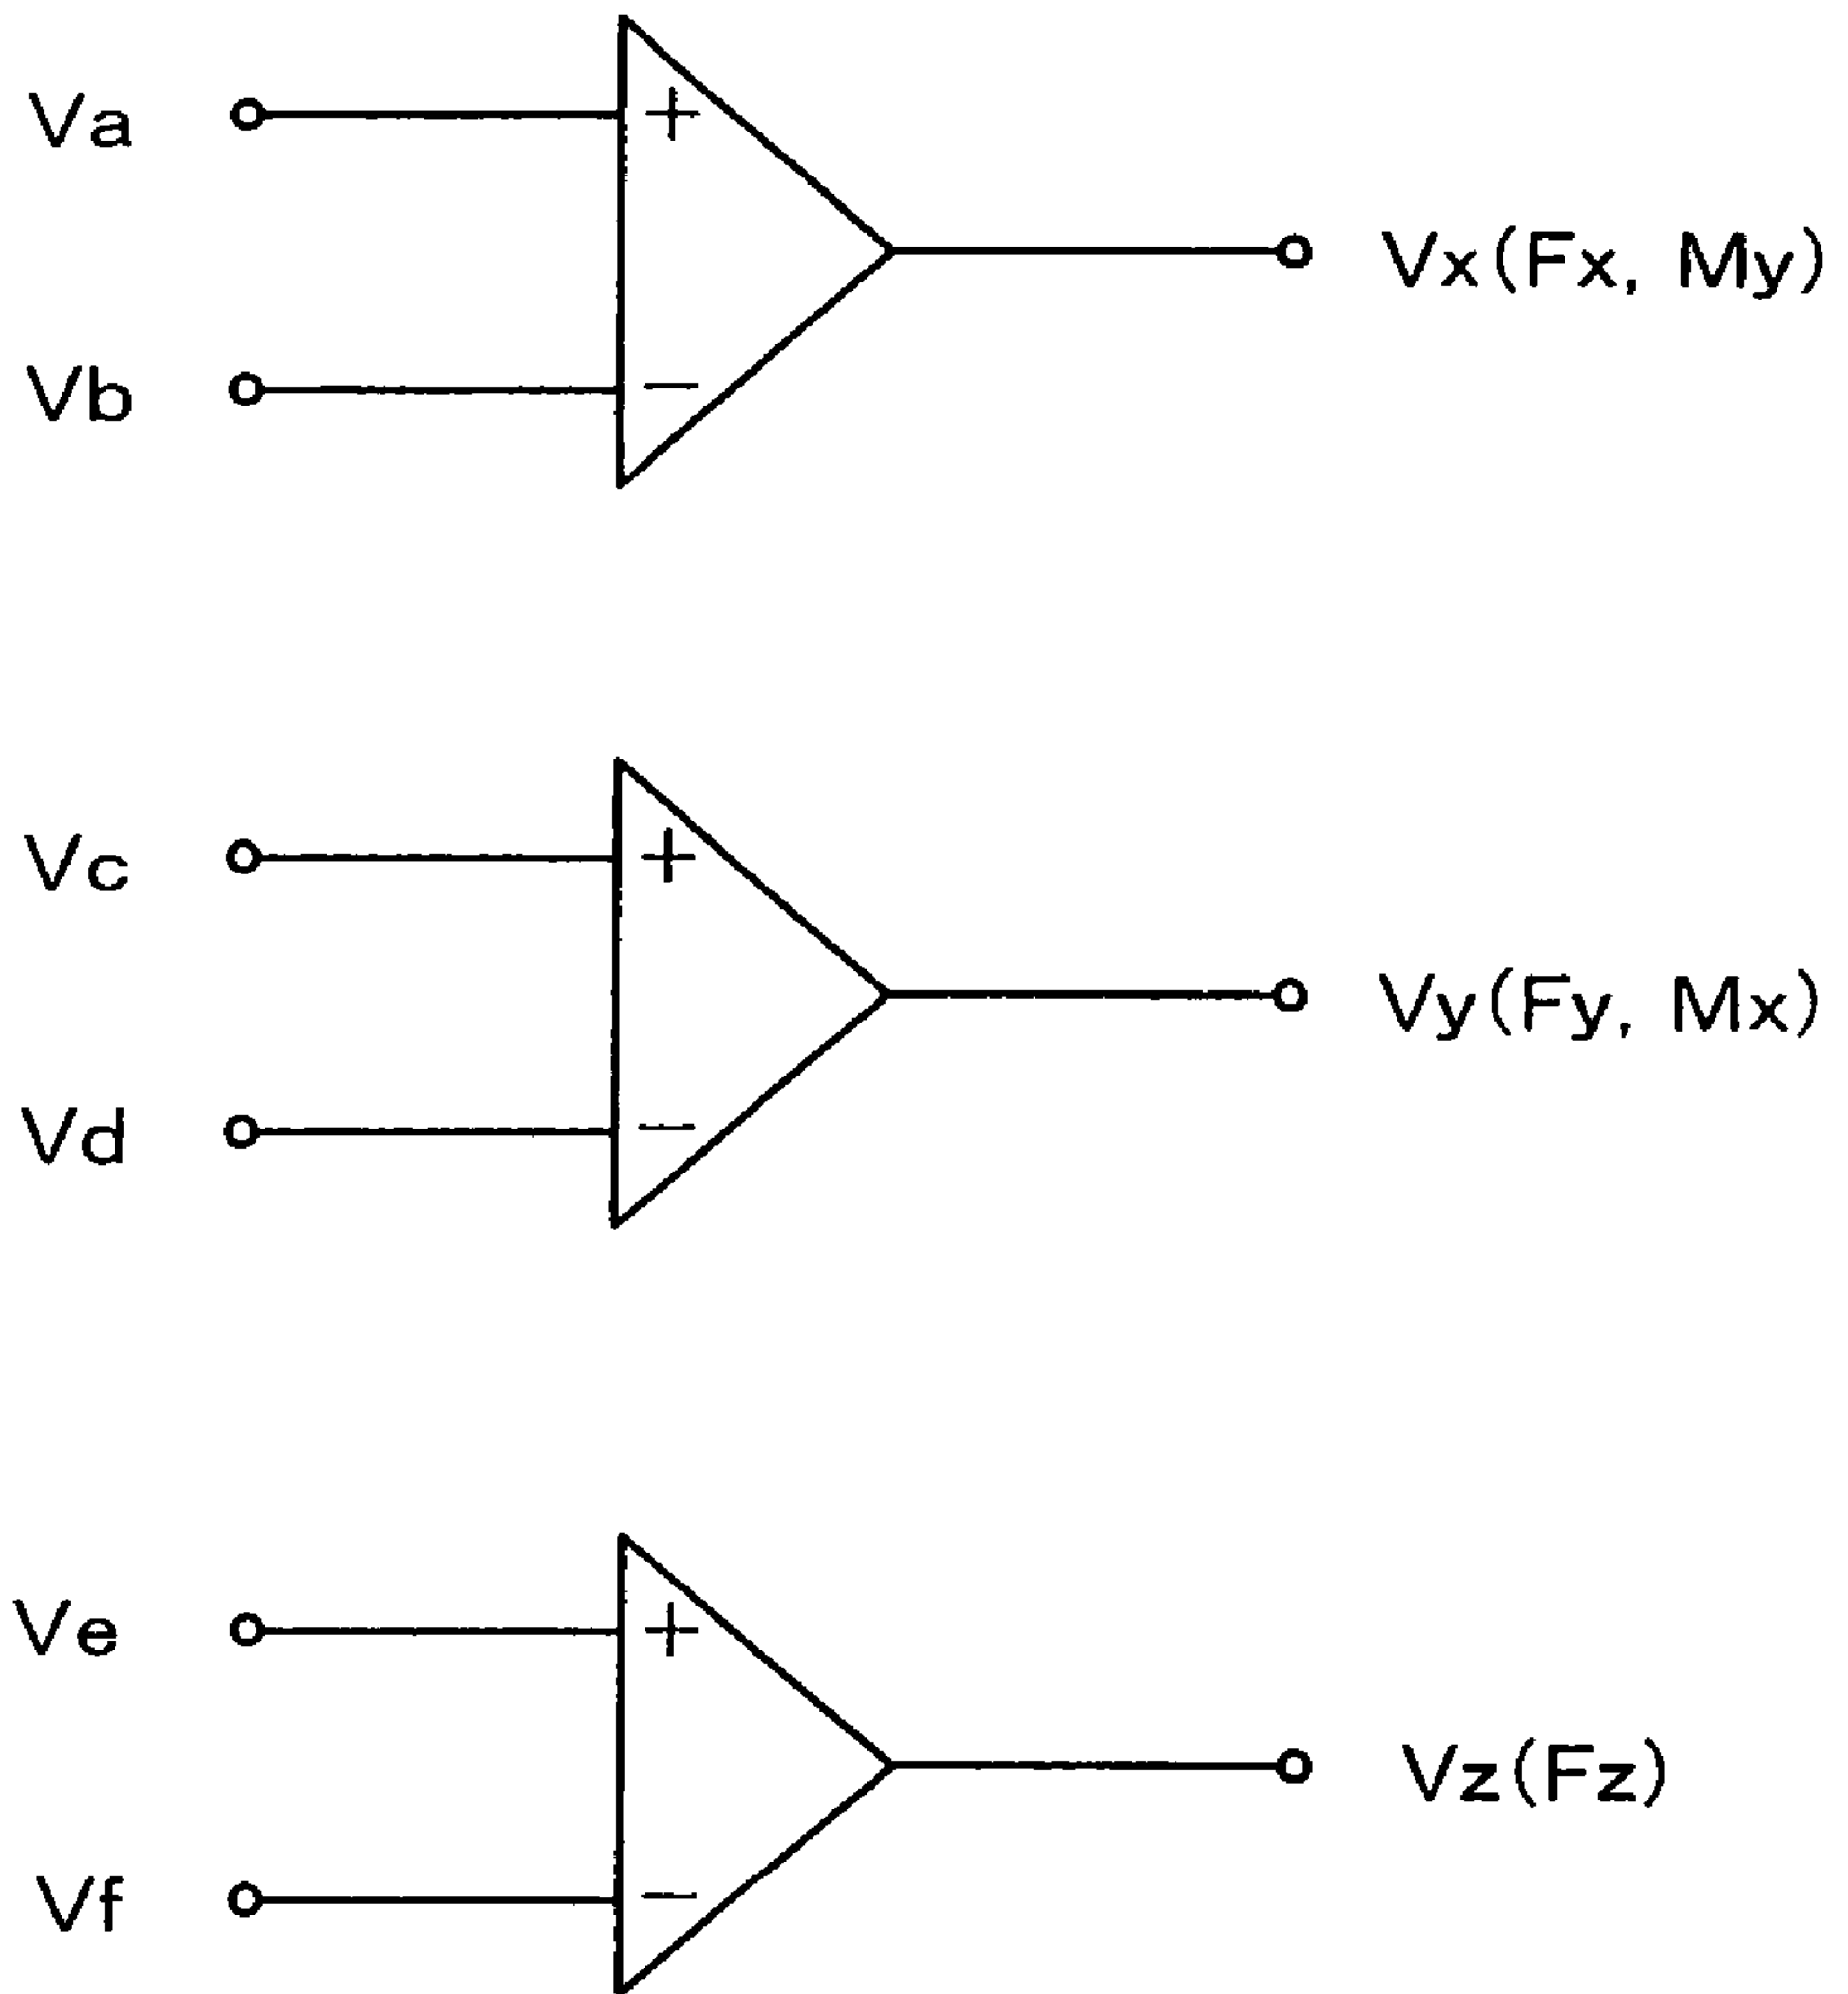 Va
+
Vx(Fx, My)
Vb
−
Vc
+
Vy(Fy, Mx)
Vd
−
Ve
+
Vz(Fz)
Vf
−